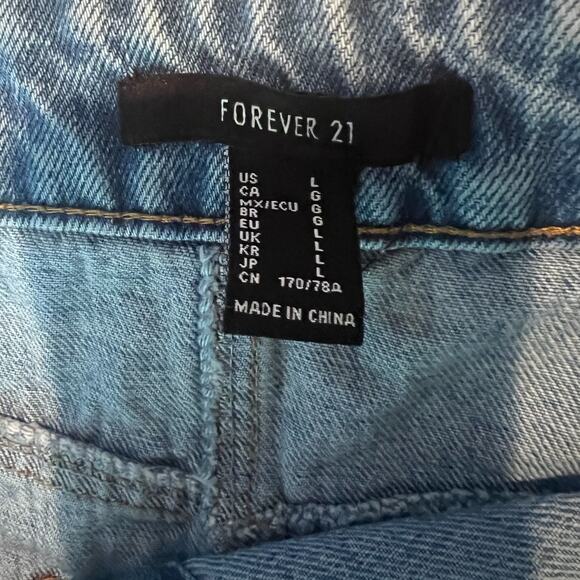 FOREVER 21
US L
CA G
MX/ECU G
BR G
EU L
UK L
KR L
JP L
CN 170/78A
MADE IN CHINA